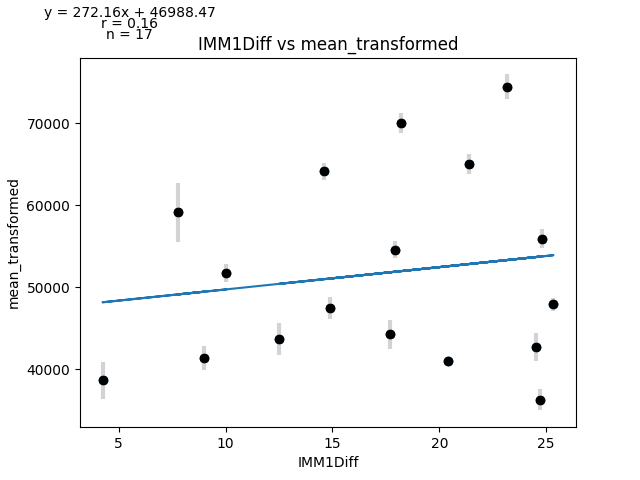 y = 272.16x + 46988.47
r = 0.16
n = 17
IMM1Diff vs mean_transformed
mean_transformed
70000
60000
50000
40000
5
10
15
20
25
IMM1Diff